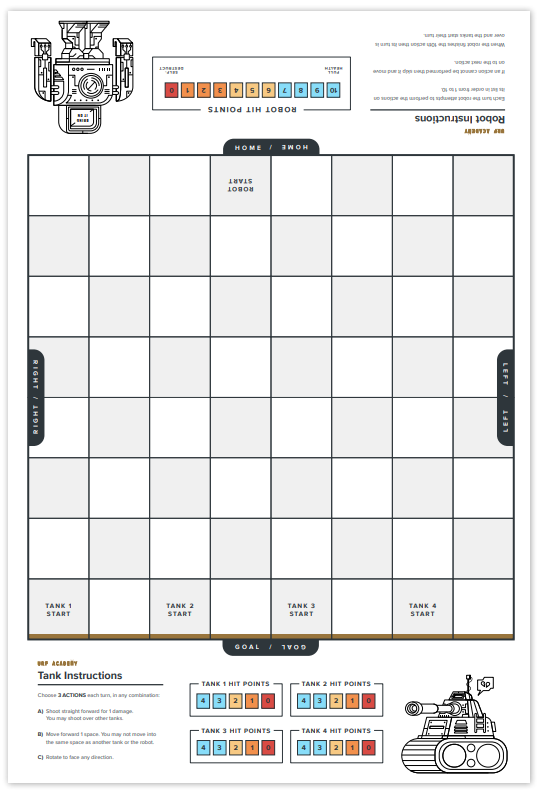 URP ACADEMY
Robot Instructions
Each turn the robot attempts to perform the actions on
its list in order from 1 to 10.
If an action cannot be performed then skip it and move
on to the next action.
When the robot finishes the 10th action then its turn is
over and the tanks start their turn.
ROBOT HIT POINTS
10 9 8 7 6 5 4 3 2 1 0
FULL HEALTH
SELF DESTRUCT
BRING
IT ON
HOME / HOME
ROBOT
START
RIGHT / RIGHT
LEFT / LEFT
TANK 1
START
TANK 2
START
TANK 3
START
TANK 4
START
GOAL / GOAL
URP ACADEMY
Tank Instructions
Choose 3 ACTIONS each turn, in any combination:
A) Shoot straight forward for 1 damage.
You may shoot over other tanks.
B) Move forward 1 space. You may not move into
the same space as another tank or the robot.
C) Rotate to face any direction.
TANK 1 HIT POINTS
4 3 2 1 0
TANK 2 HIT POINTS
4 3 2 1 0
TANK 3 HIT POINTS
4 3 2 1 0
TANK 4 HIT POINTS
4 3 2 1 0